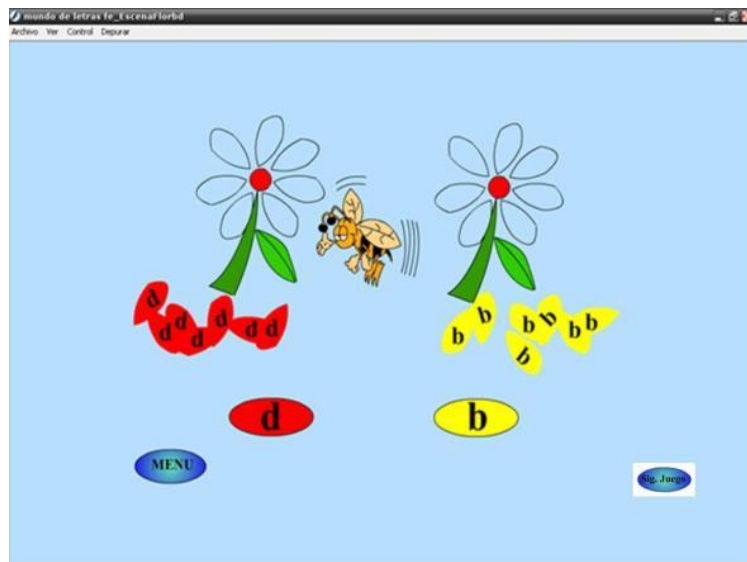 mundo de letras fe_EscenaFlorbd
Archivo Ver Control Depurar
d d d d d d d
b b b b b b b
d b
MENU
Sig. Juego